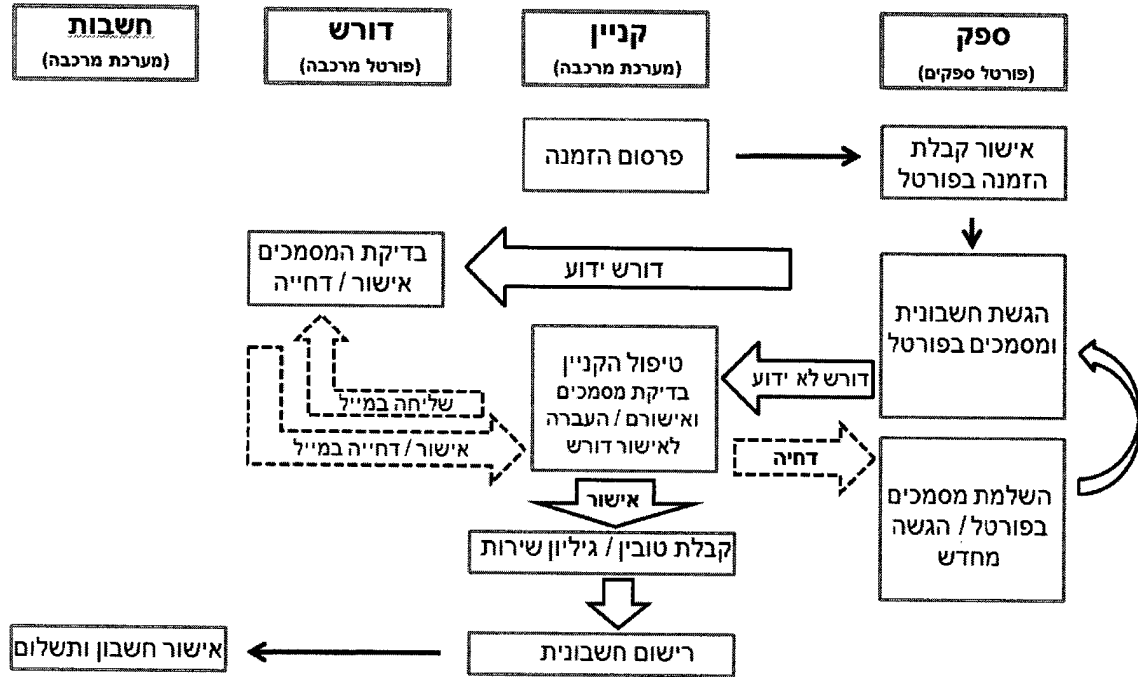 ספק
(פורטל ספקים)
קניין
(מערכת מרכבה)
דורש
(פורטל מרכבה)
חשבות
(מערכת מרכבה)
פרסום הזמנה
אישור קבלת
הזמנה בפורטל
הגשת חשבונית
ומסמכים בפורטל
דורש ידוע
בדיקת המסמכים
אישור / דחייה
דורש לא ידוע
טיפול הקניין
בדיקת מסמכים
ואישורם / העברה
לאישור דורש
שליחה במייל
אישור / דחייה במייל
דחיה
השלמת מסמכים
בפורטל / הגשה
מחדש
אישור
קבלת טובין / גיליון שירות
רישום חשבונית
אישור חשבון ותשלום